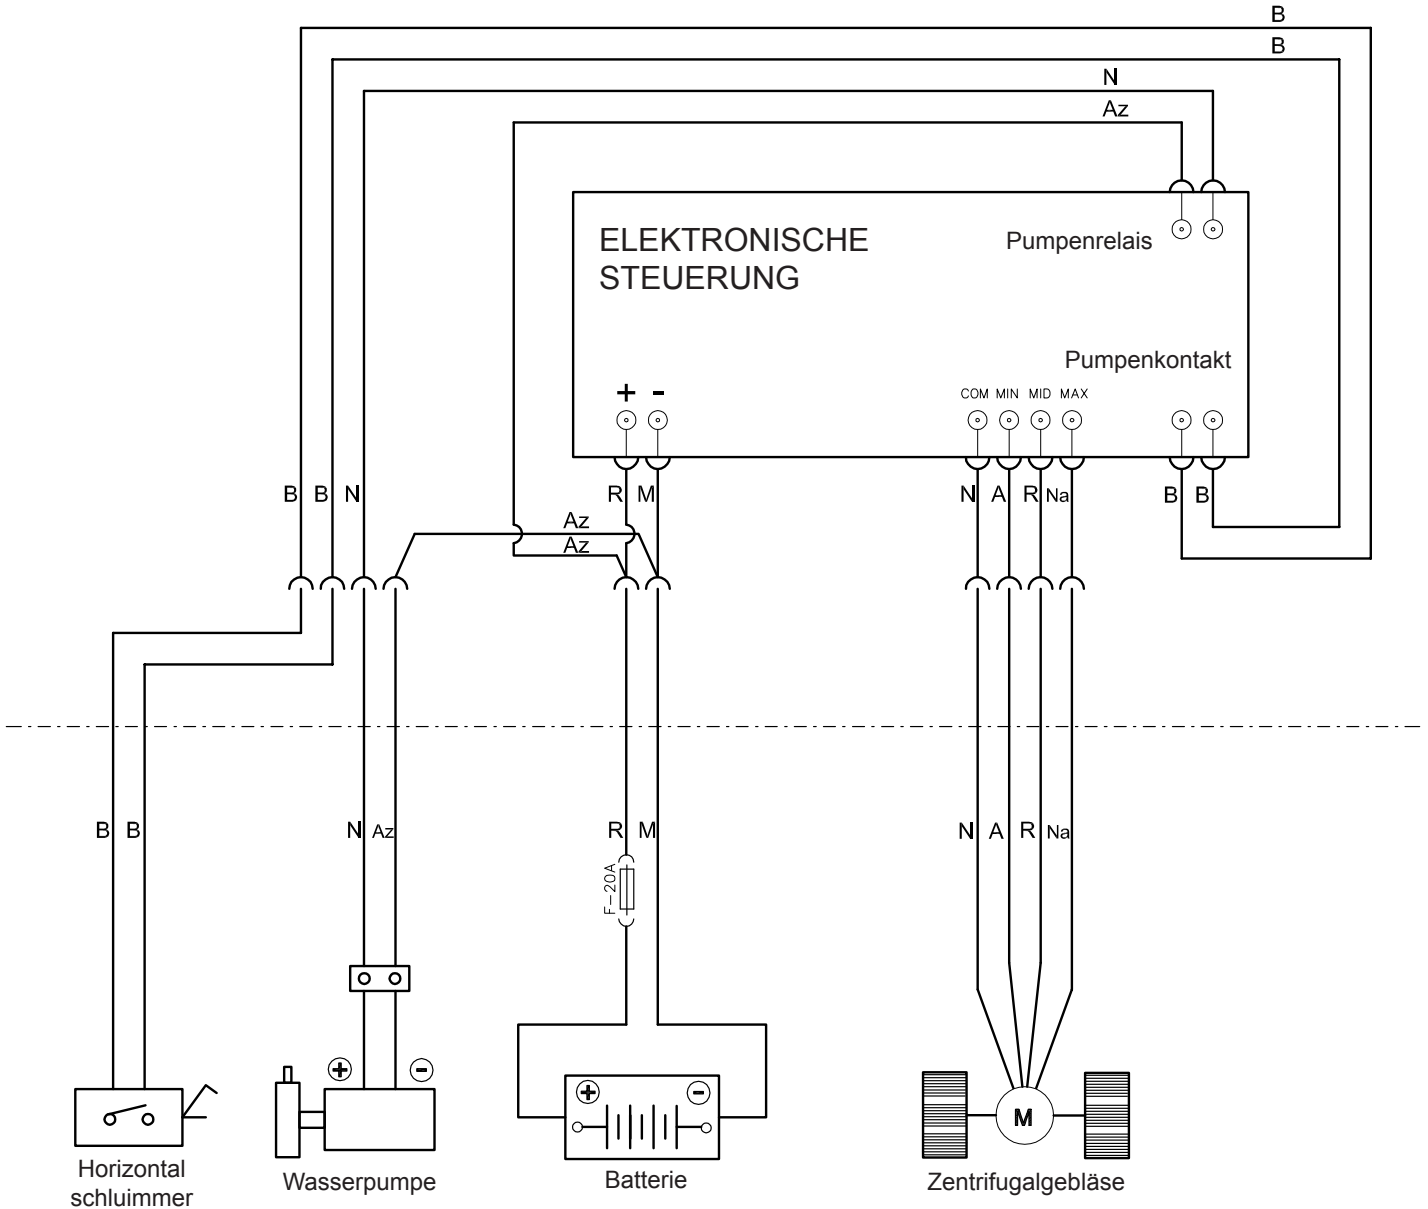 B
B
N
Az
ELEKTRONISCHE
STEUERUNG
Pumpenrelais
Pumpenkontakt
+ -
COM MIN MID MAX
B B N
R M
N A R Na
B B
Az
Az
B B
N Az
R M
N A R Na
F-20A
+ -
+ -
M
Horizontal
schluimmer
Wasserpumpe
Batterie
Zentrifugalgebläse